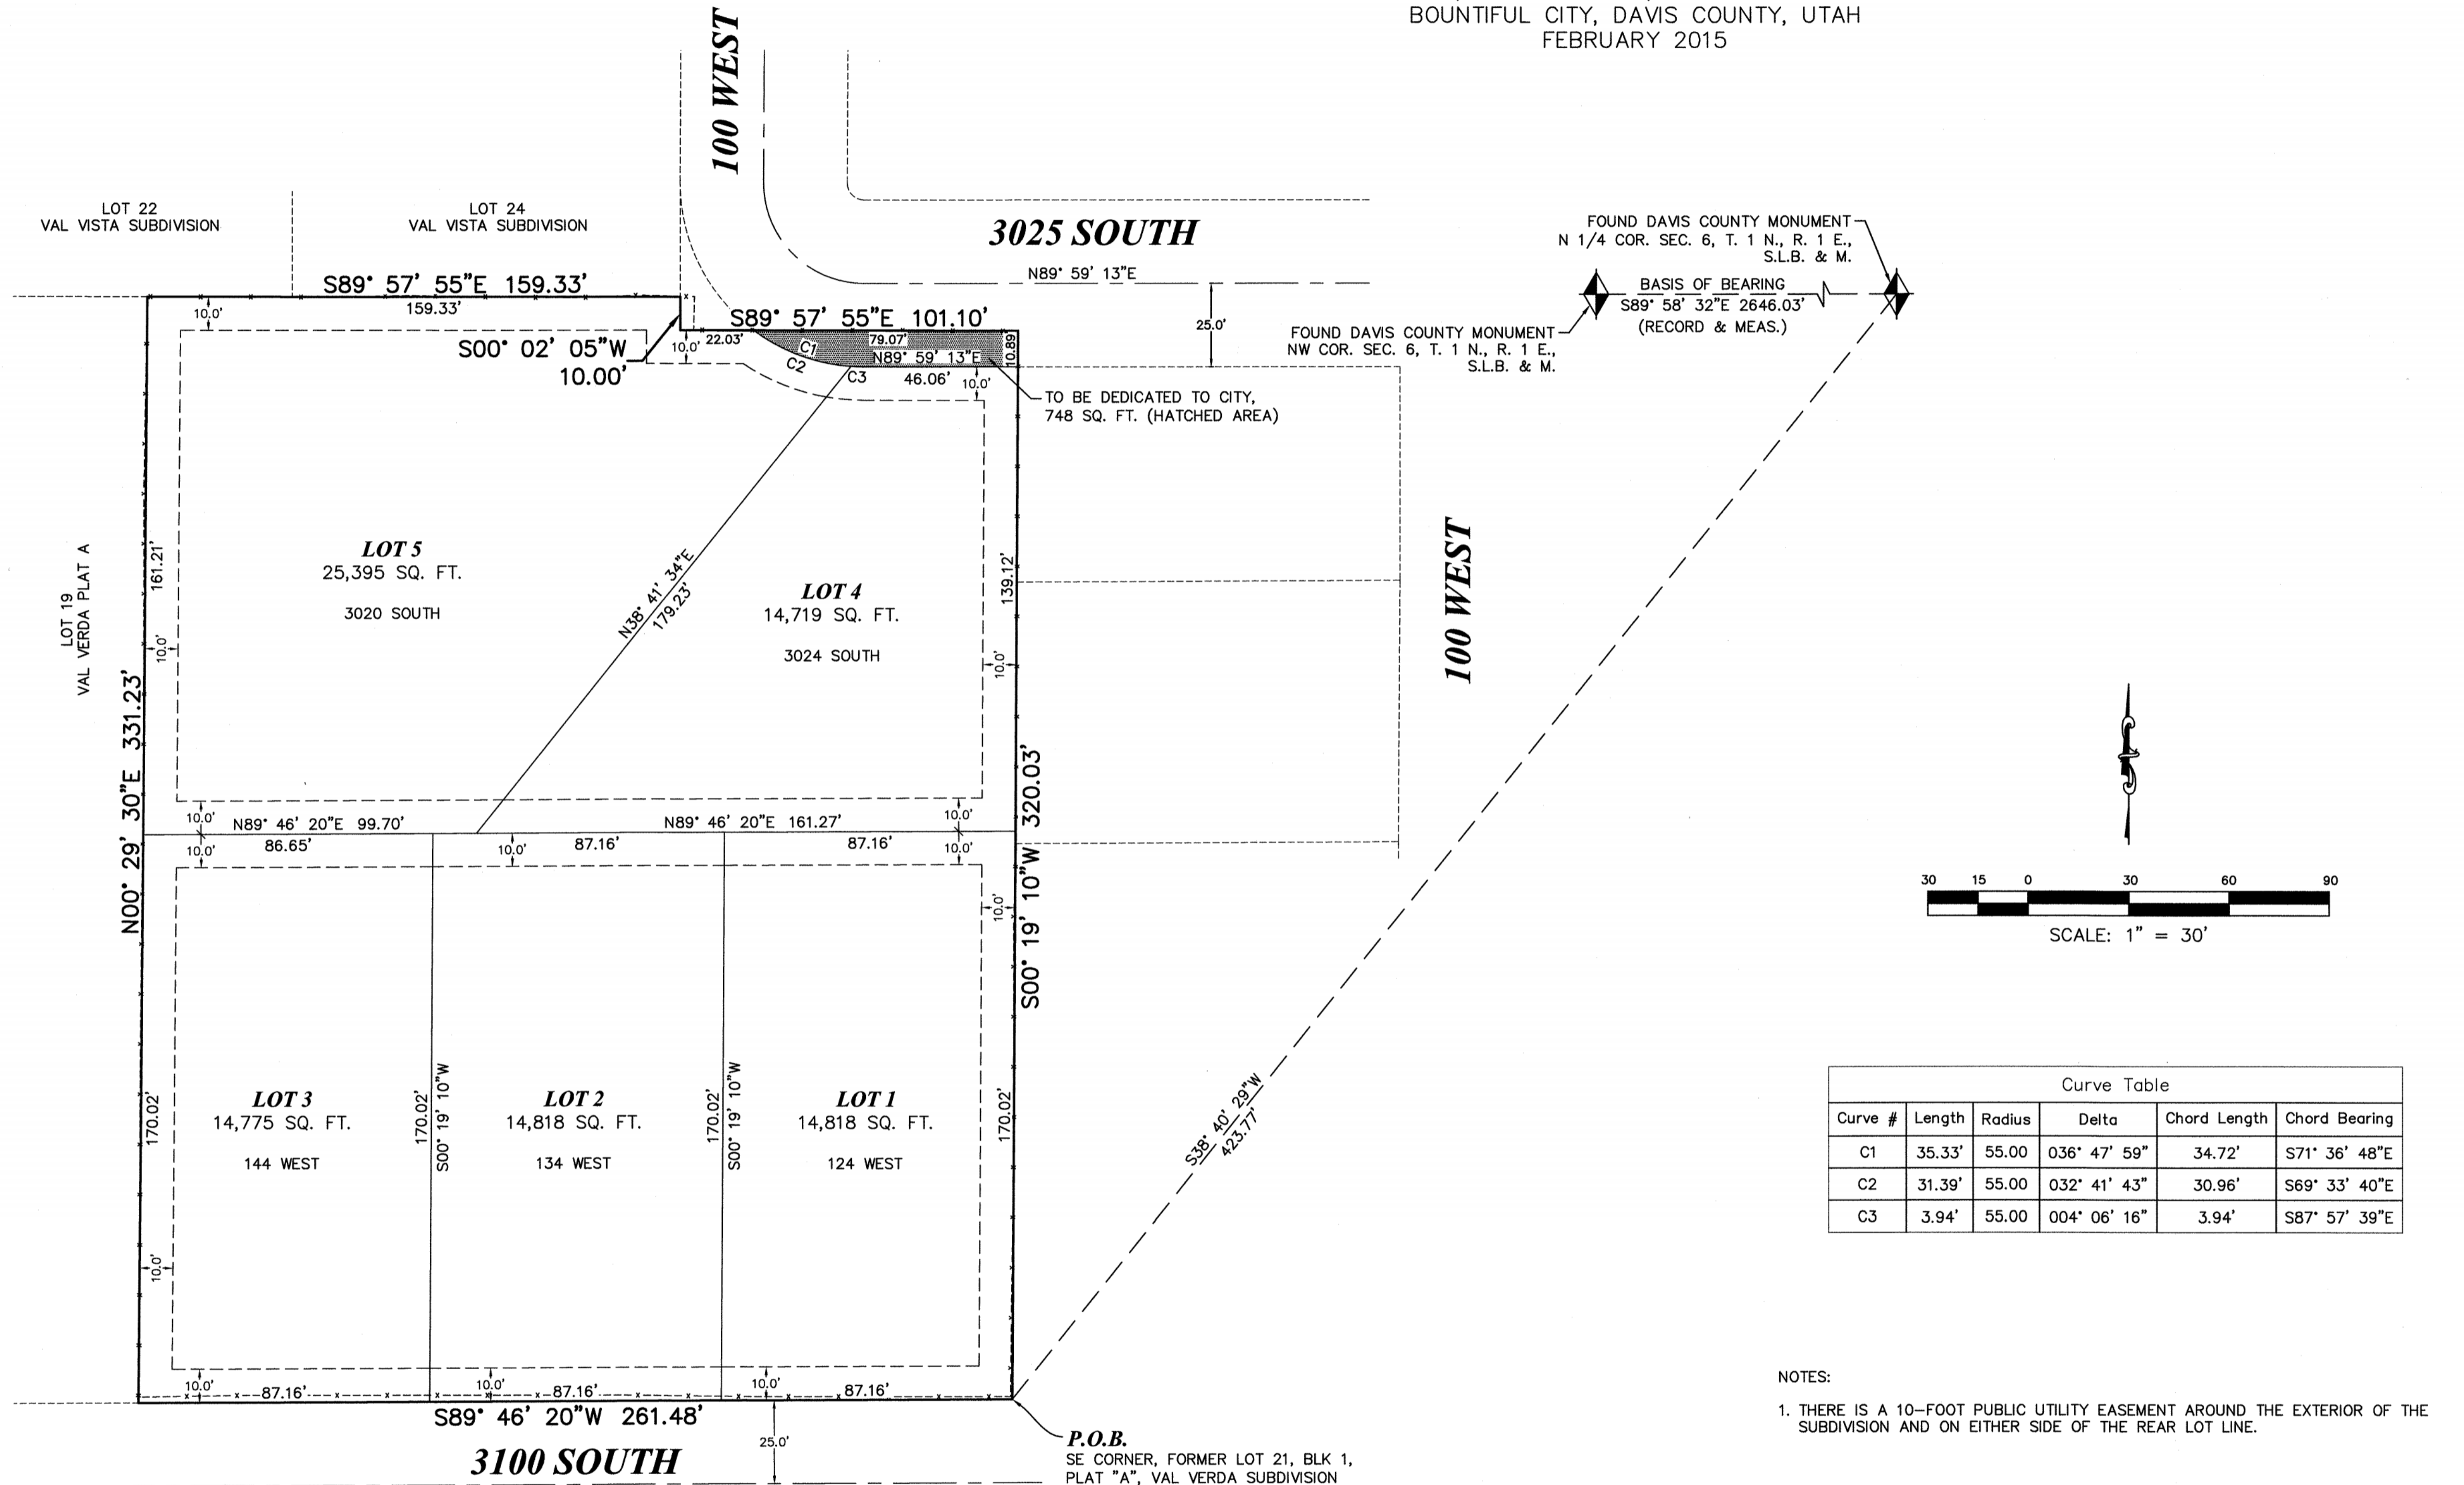 BOUNTIFUL CITY, DAVIS COUNTY, UTAH
FEBRUARY 2015
100 WEST
LOT 22
VAL VISTA SUBDIVISION
LOT 24
VAL VISTA SUBDIVISION
3025 SOUTH
N89° 59' 13"E
25.0'
FOUND DAVIS COUNTY MONUMENT
N 1/4 COR. SEC. 6, T. 1 N., R. 1 E.,
S.L.B. & M.
BASIS OF BEARING
S89° 58' 32"E 2646.03'
(RECORD & MEAS.)
FOUND DAVIS COUNTY MONUMENT
NW COR. SEC. 6, T. 1 N., R. 1 E.,
S.L.B. & M.
S89° 57' 55"E 159.33'
159.33'
10.0'
S00° 02' 05"W
10.00'
S89° 57' 55"E 101.10'
10.0'
22.03'
79.07'
C1
N89° 59' 13"E
10.89
C2
C3
46.06'
10.0'
TO BE DEDICATED TO CITY,
748 SQ. FT. (HATCHED AREA)
LOT 19
VAL VERDA PLAT A
161.21'
10.0'
LOT 5
25,395 SQ. FT.
3020 SOUTH
N38° 41' 34"E
179.23'
LOT 4
14,719 SQ. FT.
3024 SOUTH
139.12'
10.0'
100 WEST
N00° 29' 30"E 331.23'
S00° 19' 10"W 320.03'
10.0'
N89° 46' 20"E 99.70'
N89° 46' 20"E 161.27'
10.0'
10.0'
86.65'
10.0'
87.16'
87.16'
10.0'
10.0'
LOT 3
14,775 SQ. FT.
144 WEST
170.02'
170.02'
S00° 19' 10"W
LOT 2
14,818 SQ. FT.
134 WEST
170.02'
S00° 19' 10"W
LOT 1
14,818 SQ. FT.
124 WEST
170.02'
10.0'
10.0'
87.16'
10.0'
87.16'
10.0'
87.16'
S89° 46' 20"W 261.48'
3100 SOUTH
25.0'
P.O.B.
SE CORNER, FORMER LOT 21, BLK 1,
PLAT "A", VAL VERDA SUBDIVISION
S38° 40' 29"W
423.77'
30 15 0 30 60 90
SCALE: 1" = 30'
Curve Table
Curve # Length Radius Delta Chord Length Chord Bearing
C1 35.33' 55.00 036° 47' 59" 34.72' S71° 36' 48"E
C2 31.39' 55.00 032° 41' 43" 30.96' S69° 33' 40"E
C3 3.94' 55.00 004° 06' 16" 3.94' S87° 57' 39"E
NOTES:
1. THERE IS A 10-FOOT PUBLIC UTILITY EASEMENT AROUND THE EXTERIOR OF THE
SUBDIVISION AND ON EITHER SIDE OF THE REAR LOT LINE.